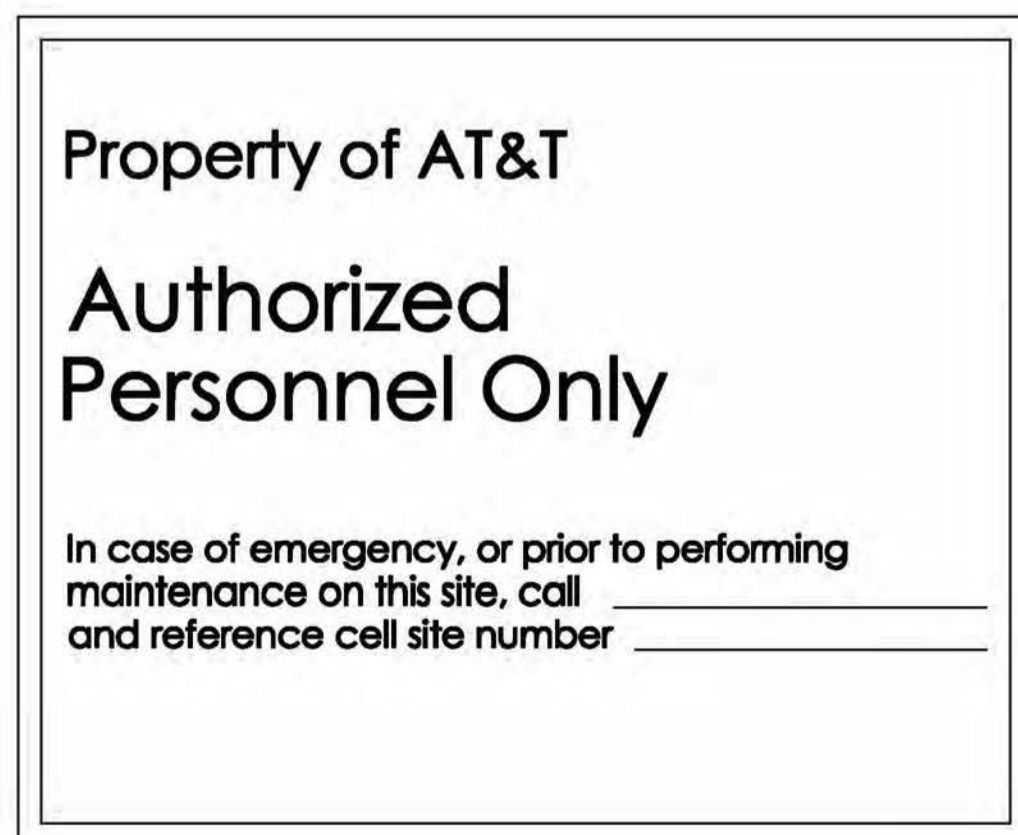 Property of AT&T
Authorized
Personnel Only
In case of emergency, or prior to performing
maintenance on this site, call
and reference cell site number